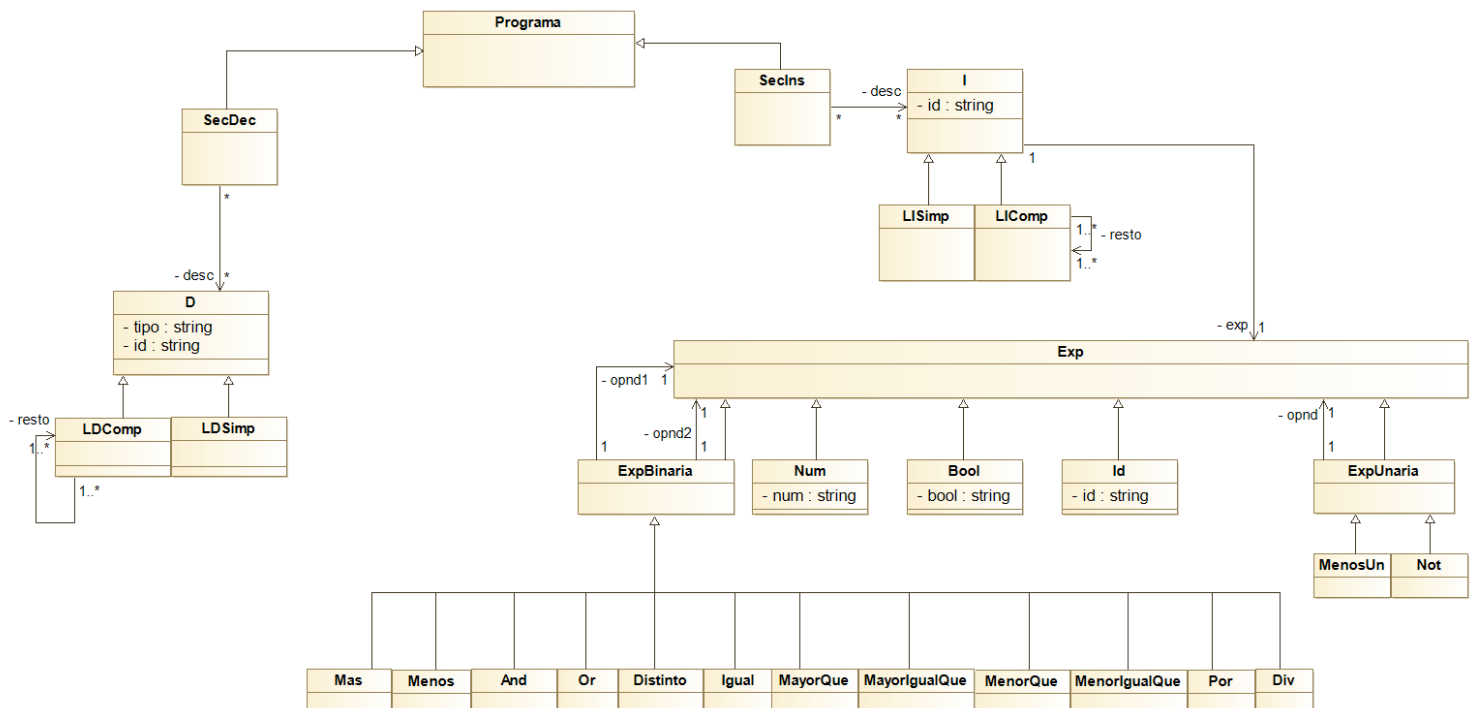 Programa
SecIns
- desc
*
*
I
- id : string
1
SecDec
*
- desc
*
LISimp
LIComp
1..*
- resto
1..*
D
- tipo : string
- id : string
- exp
1
Exp
- resto
1..*
LDComp
LDSimp
1..*
- opnd1
1
1
- opnd2
1
1
- opnd
1
1
ExpBinaria
Num
- num : string
Bool
- bool : string
Id
- id : string
ExpUnaria
MenosUn
Not
Mas
Menos
And
Or
Distinto
Igual
MayorQue
MayorIgualQue
MenorQue
MenorIgualQue
Por
Div